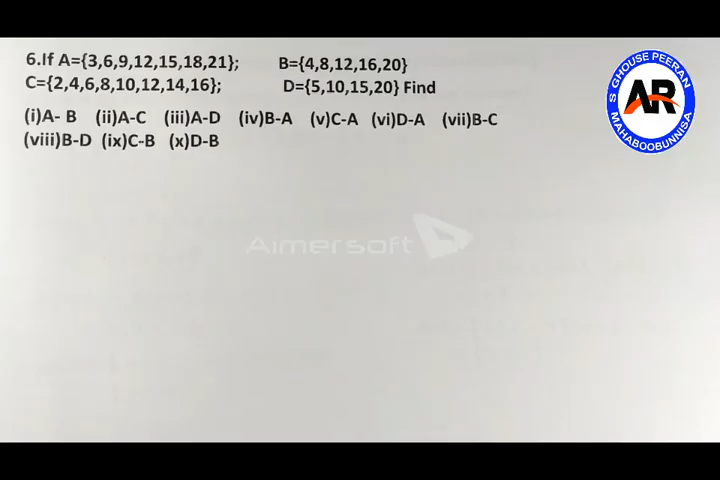 6.If A={3,6,9,12,15,18,21}; B={4,8,12,16,20}
C={2,4,6,8,10,12,14,16}; D={5,10,15,20} Find
(i)A- B (ii)A-C (iii)A-D (iv)B-A (v)C-A (vi)D-A (vii)B-C
(viii)B-D (ix)C-B (x)D-B
S GHOUSE PEERAN
AR
MAHABOOBUNNISA
Aimersoft